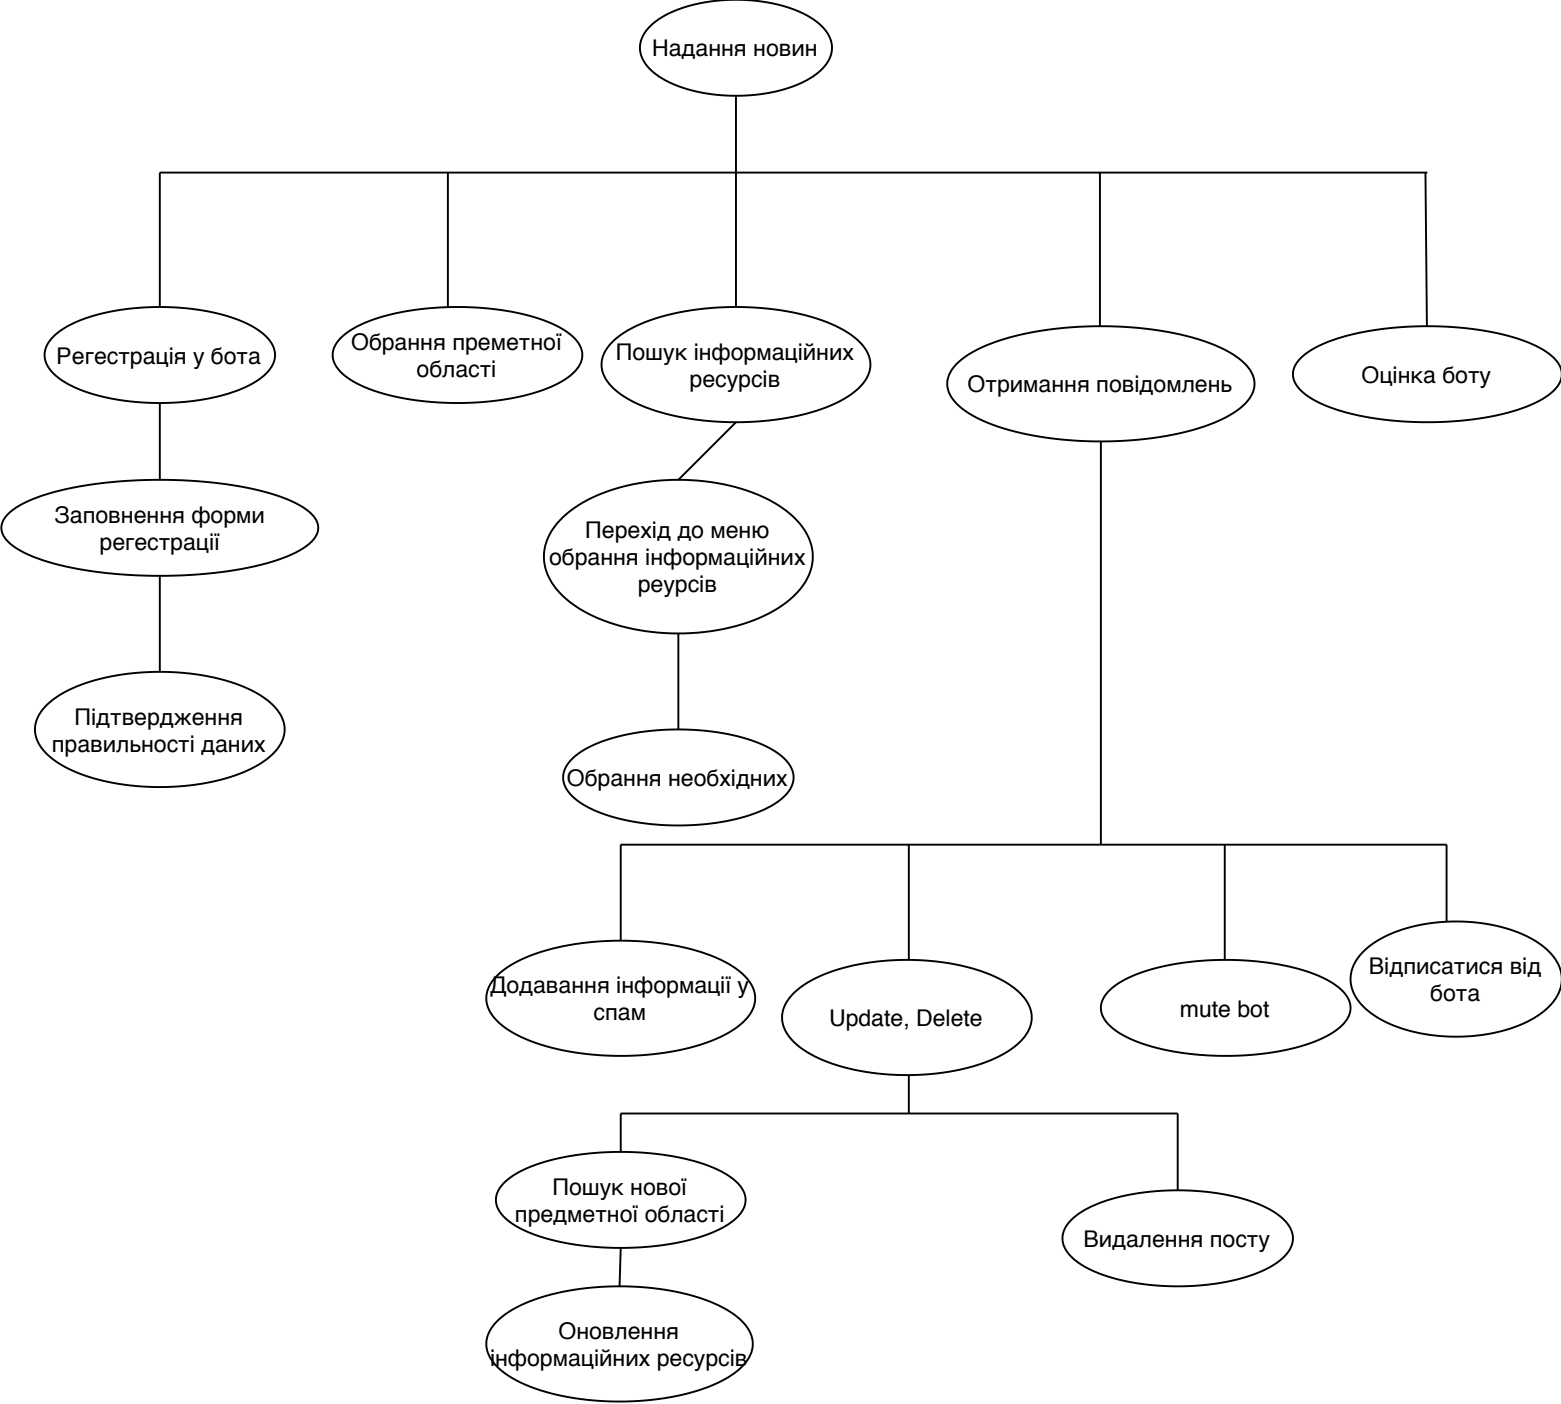 Надання новин
Регестрація у бота
Обрання преметної
області
Пошук інформаційних
ресурсів
Отримання повідомлень
Оцінка боту
Заповнення форми
регестрації
Перехід до меню
обрання інформаційних
реурсів
Підтвердження
правильності даних
Обрання необхідних
Додавання інформації у
спам
Update, Delete
mute bot
Відписатися від
бота
Пошук нової
предметної області
Видалення посту
Оновлення
інформаційних ресурсів